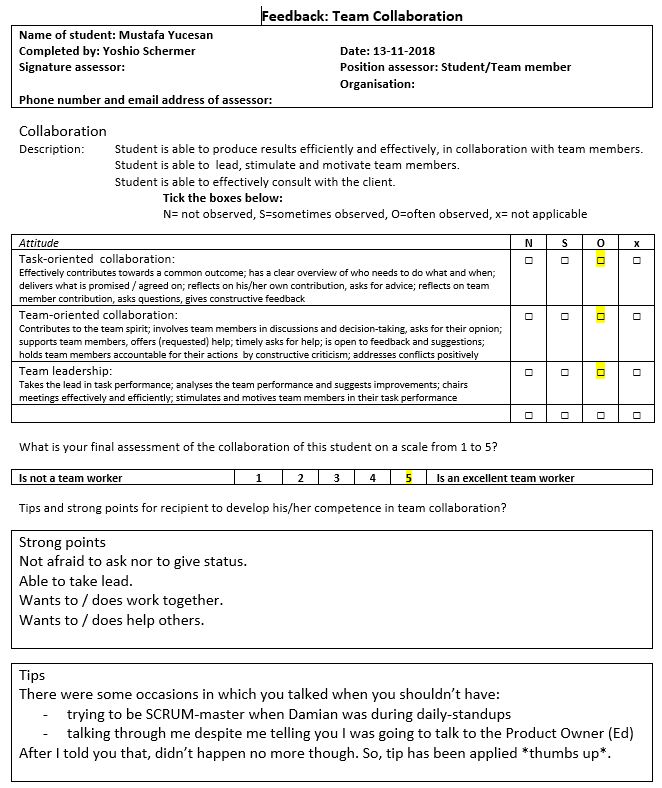 Feedback: Team Collaboration
Name of student: Mustafa Yucesan
Completed by: Yoshio Schermer Date: 13-11-2018
Signature assessor: Position assessor: Student/Team member
Organisation:
Phone number and email address of assessor:
Collaboration
Description: Student is able to produce results efficiently and effectively, in collaboration with team members.
Student is able to lead, stimulate and motivate team members.
Student is able to effectively consult with the client.
Tick the boxes below:
N= not observed, S=sometimes observed, O=often observed, x= not applicable
Attitude N S O x
Task-oriented collaboration: □ □ □ □
Effectively contributes towards a common outcome; has a clear overview of who needs to do what and when;
delivers what is promised / agreed on; reflects on his/her own contribution, asks for advice; reflects on team
member contribution, asks questions, gives constructive feedback
Team-oriented collaboration: □ □ □ □
Contributes to the team spirit; involves team members in discussions and decision-taking, asks for their opnion;
supports team members, offers (requested) help; timely asks for help; is open to feedback and suggestions;
holds team members accountable for their actions by constructive criticism; addresses conflicts positively
Team leadership: □ □ □ □
Takes the lead in task performance; analyses the team performance and suggests improvements; chairs
meetings effectively and efficiently; stimulates and motives team members in their task performance
□ □ □ □
What is your final assessment of the collaboration of this student on a scale from 1 to 5?
Is not a team worker 1 2 3 4 5 Is an excellent team worker
Tips and strong points for recipient to develop his/her competence in team collaboration?
Strong points
Not afraid to ask nor to give status.
Able to take lead.
Wants to / does work together.
Wants to / does help others.
Tips
There were some occasions in which you talked when you shouldn't have:
- trying to be SCRUM-master when Damian was during daily-standups
- talking through me despite me telling you I was going to talk to the Product Owner (Ed)
After I told you that, didn't happen no more though. So, tip has been applied *thumbs up*.